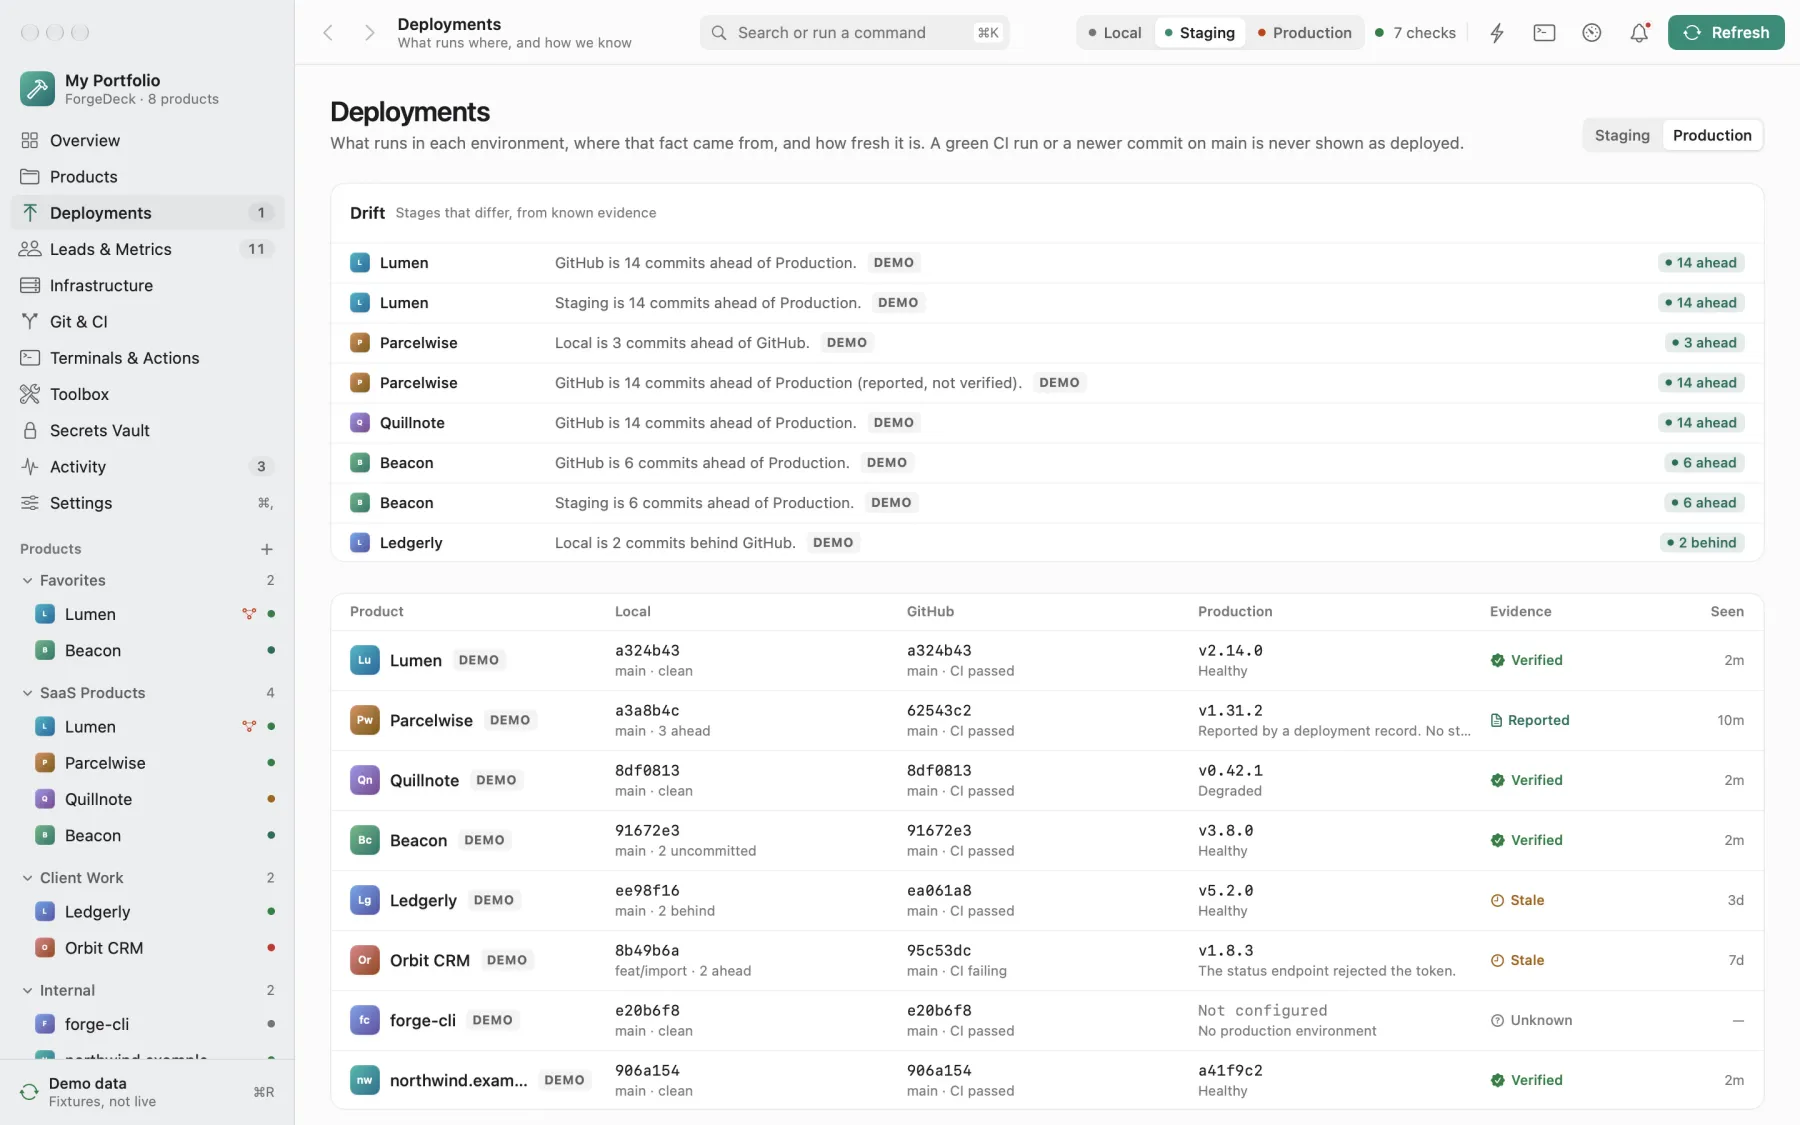 My Portfolio
ForgeDeck · 8 products
Overview
Products
Deployments 1
Leads & Metrics 11
Infrastructure
Git & CI
Terminals & Actions
Toolbox
Secrets Vault
Activity 3
Settings ⌘,
Products +
Favorites 2
L Lumen
B Beacon
SaaS Products 4
L Lumen
P Parcelwise
Q Quillnote
B Beacon
Client Work 2
L Ledgerly
O Orbit CRM
Internal 2
F forge-cli
northwind.example
Demo data
Fixtures, not live
⌘R
Deployments
What runs where, and how we know
Search or run a command ⌘K
Local Staging Production 7 checks Refresh
Deployments
What runs in each environment, where that fact came from, and how fresh it is. A green CI run or a newer commit on main is never shown as deployed.
Staging Production
Drift Stages that differ, from known evidence
L Lumen GitHub is 14 commits ahead of Production. DEMO 14 ahead
L Lumen Staging is 14 commits ahead of Production. DEMO 14 ahead
P Parcelwise Local is 3 commits ahead of GitHub. DEMO 3 ahead
P Parcelwise GitHub is 14 commits ahead of Production (reported, not verified). DEMO 14 ahead
Q Quillnote GitHub is 14 commits ahead of Production. DEMO 14 ahead
B Beacon GitHub is 6 commits ahead of Production. DEMO 6 ahead
B Beacon Staging is 6 commits ahead of Production. DEMO 6 ahead
L Ledgerly Local is 2 commits behind GitHub. DEMO 2 behind
Product Local GitHub Production Evidence Seen
Lu Lumen DEMO a324b43 a324b43 v2.14.0 Verified 2m
main · clean main · CI passed Healthy
Pw Parcelwise DEMO a3a8b4c 62543c2 v1.31.2 Reported 10m
main · 3 ahead main · CI passed Reported by a deployment record. No st...
Qn Quillnote DEMO 8df0813 8df0813 v0.42.1 Verified 2m
main · clean main · CI passed Degraded
Bc Beacon DEMO 91672e3 91672e3 v3.8.0 Verified 2m
main · 2 uncommitted main · CI passed Healthy
Lg Ledgerly DEMO ee98f16 ea061a8 v5.2.0 Stale 3d
main · 2 behind main · CI passed Healthy
Or Orbit CRM DEMO 8b49b6a 95c53dc v1.8.3 Stale 7d
feat/import · 2 ahead main · CI failing The status endpoint rejected the token.
fc forge-cli DEMO e20b6f8 e20b6f8 Not configured Unknown —
main · clean main · CI passed No production environment
nw northwind.exam... DEMO 906a154 906a154 a41f9c2 Verified 2m
main · clean main · CI passed Healthy